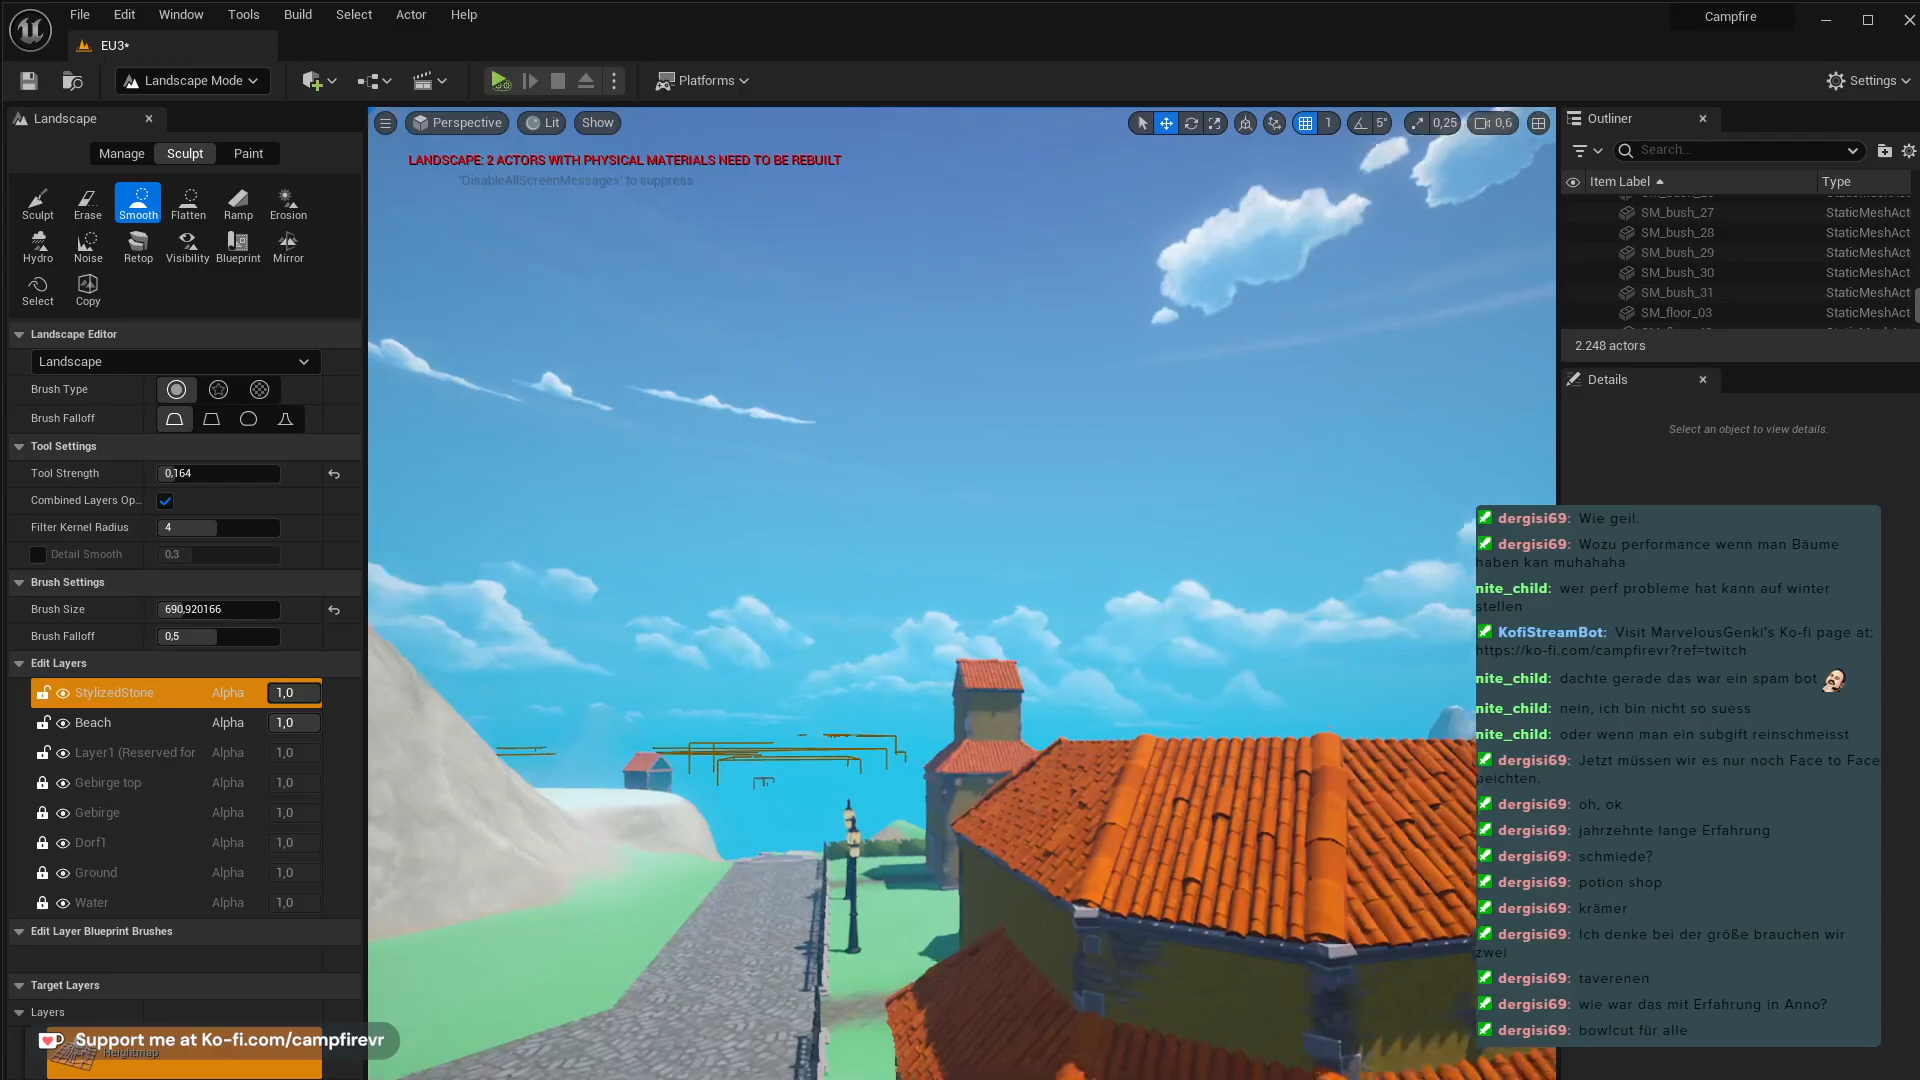 File Edit Window Tools Build Select Actor Help
Campfire
EU3*
Landscape Mode
Platforms
Settings
Landscape
Manage Sculpt Paint
Sculpt Erase Smooth Flatten Ramp Erosion
Hydro Noise Retop Visibility Blueprint Mirror
Select Copy
Landscape Editor
Landscape
Brush Type
Brush Falloff
Tool Settings
Tool Strength 0,164
Combined Layers Op...
Filter Kernel Radius 4
Detail Smooth 0,3
Brush Settings
Brush Size 690,920166
Brush Falloff 0,5
Edit Layers
StylizedStone Alpha 1,0
Beach Alpha 1,0
Layer1 (Reserved for Alpha 1,0
Gebirge top Alpha 1,0
Gebirge Alpha 1,0
Dorf1 Alpha 1,0
Ground Alpha 1,0
Water Alpha 1,0
Edit Layer Blueprint Brushes
Target Layers
Layers
Support me at Ko-fi.com/campfirevr
Heightmap
Perspective Lit Show
1 5° 0,25 0,6
LANDSCAPE: 2 ACTORS WITH PHYSICAL MATERIALS NEED TO BE REBUILT
'DisableAllScreenMessages' to suppress
Outliner
Search...
Item Label Type
SM_bush_27 StaticMeshAct
SM_bush_28 StaticMeshAct
SM_bush_29 StaticMeshAct
SM_bush_30 StaticMeshAct
SM_bush_31 StaticMeshAct
SM_floor_03 StaticMeshAct
2.248 actors
Details
Select an object to view details.
dergisi69: Wie geil.
dergisi69: Wozu performance wenn man Bäume
haben kan muhahaha
nite_child: wer perf probleme hat kann auf winter
stellen
KofiStreamBot: Visit MarvelousGenki's Ko-fi page at:
https://ko-fi.com/campfirevr?ref=twitch
nite_child: dachte gerade das war ein spam bot
nite_child: nein, ich bin nicht so suess
nite_child: oder wenn man ein subgift reinschmeisst
dergisi69: Jetzt müssen wir es nur noch Face to Face
beichten.
dergisi69: oh, ok
dergisi69: jahrzehnte lange Erfahrung
dergisi69: schmiede?
dergisi69: potion shop
dergisi69: krämer
dergisi69: Ich denke bei der größe brauchen wir
zwei
dergisi69: taverenen
dergisi69: wie war das mit Erfahrung in Anno?
dergisi69: bowlcut für alle